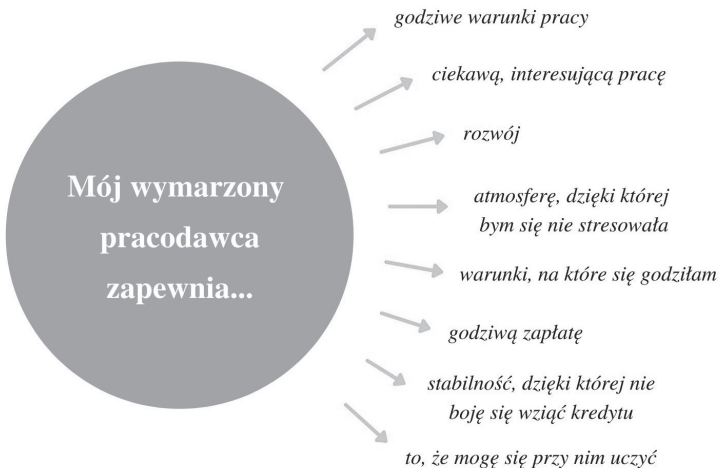 Mój wymarzony
pracodawca
zapewnia...
godziwe warunki pracy
ciekawą, interesującą pracę
rozwój
atmosferę, dzięki której
bym się nie stresowała
warunki, na które się godziłam
godziwą zapłatę
stabilność, dzięki której nie
boję się wziąć kredytu
to, że mogę się przy nim uczyć